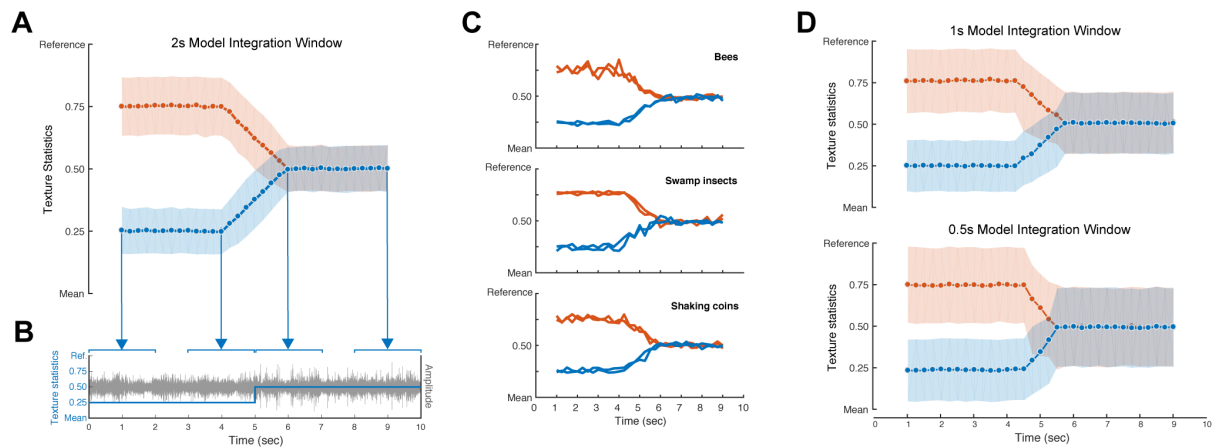 A
2s Model Integration Window
Reference
0.75
0.50
0.25
Mean
Texture Statistics
B
Ref.
0.75
0.50
0.25
Mean
Texture statistics
Amplitude
0 1 2 3 4 5 6 7 8 9 10
Time (sec)
C
Reference
Bees
0.50
Mean
Reference
Swamp insects
0.50
Mean
Reference
Shaking coins
0.50
Mean
0 1 2 3 4 5 6 7 8 9 10
Time (sec)
D
1s Model Integration Window
Reference
0.75
0.50
0.25
Mean
Texture statistics
0.5s Model Integration Window
Reference
0.75
0.50
0.25
Mean
Texture statistics
0 1 2 3 4 5 6 7 8 9 10
Time (sec)